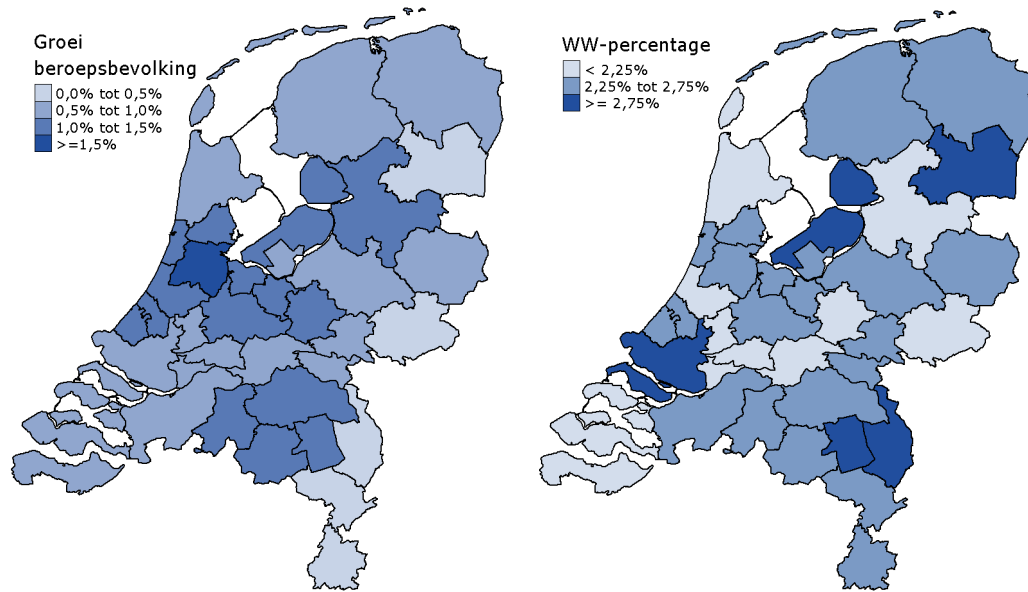 Groei
beroepsbevolking
0,0% tot 0,5%
0,5% tot 1,0%
1,0% tot 1,5%
>=1,5%
WW-percentage
< 2,25%
2,25% tot 2,75%
>= 2,75%